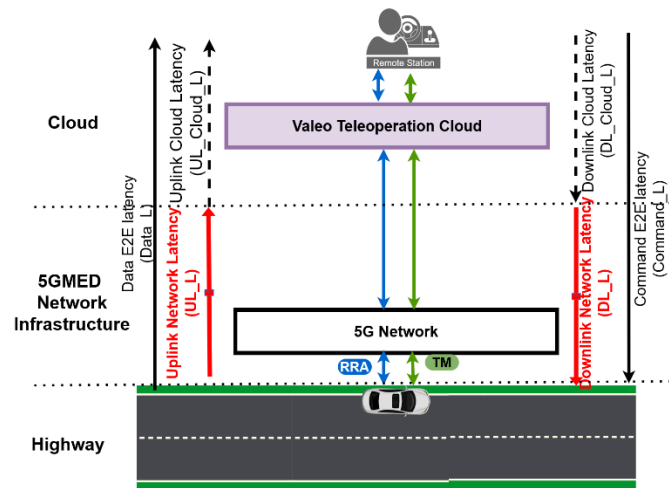 Remote Station
Cloud
Valeo Teleoperation Cloud
Data E2E latency
(Data_L)
Uplink Cloud Latency
(UL_Cloud_L)
Downlink Cloud Latency
(DL_Cloud_L)
Command E2E latency
(Command_L)
5GMED
Network
Infrastructure
Uplink Network Latency
(UL_L)
Downlink Network Latency
(DL_L)
5G Network
RRA
TM
Highway